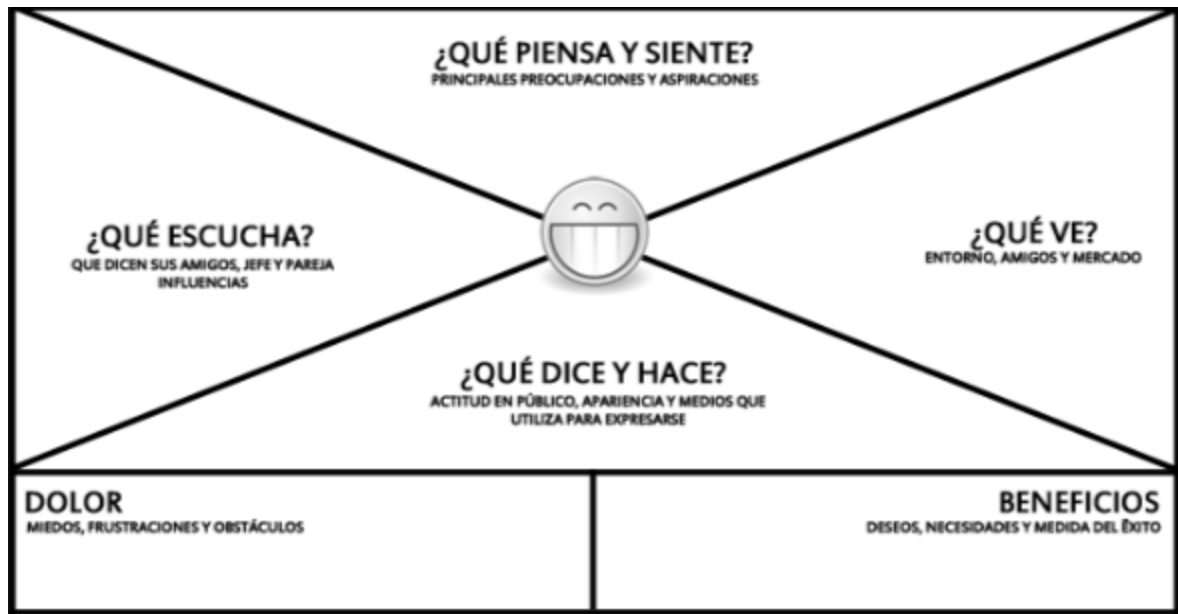 ¿QUÉ PIENSA Y SIENTE?
PRINCIPALES PREOCUPACIONES Y ASPIRACIONES
¿QUÉ ESCUCHA?
QUE DICEN SUS AMIGOS, JEFE Y PAREJA
INFLUENCIAS
¿QUÉ VE?
ENTORNO, AMIGOS Y MERCADO
¿QUÉ DICE Y HACE?
ACTITUD EN PÚBLICO, APARIENCIA Y MEDIOS QUE
UTILIZA PARA EXPRESARSE
DOLOR
MIEDOS, FRUSTRACIONES Y OBSTÁCULOS
BENEFICIOS
DESEOS, NECESIDADES Y MEDIDA DEL ÉXITO